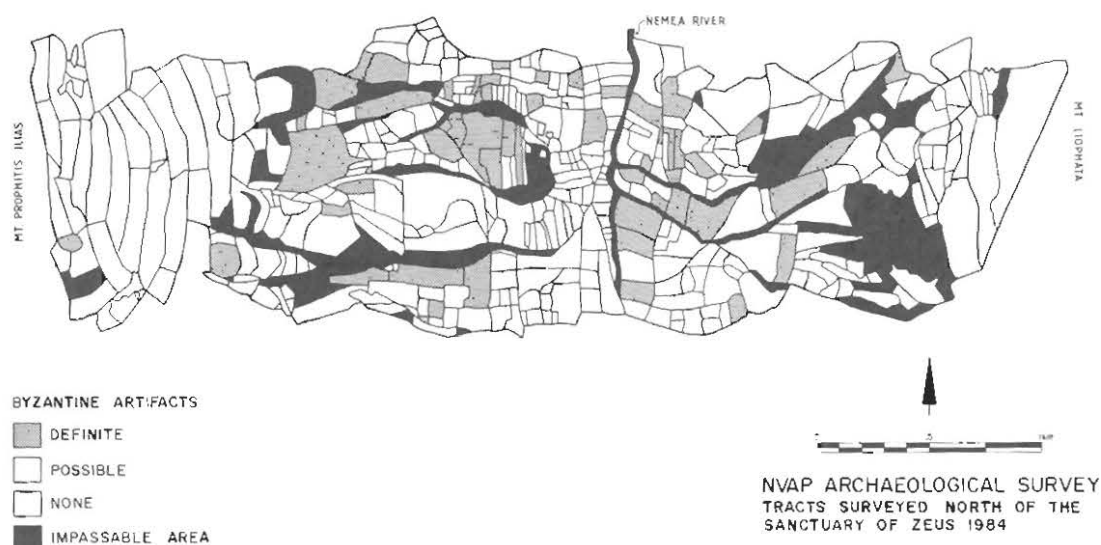 NEMEA RIVER
MT. PROPHITIS ILIAS
MT. LIOPHATA
BYZANTINE ARTIFACTS
DEFINITE
POSSIBLE
NONE
IMPASSABLE AREA
NVAP ARCHAEOLOGICAL SURVEY
TRACTS SURVEYED NORTH OF THE
SANCTUARY OF ZEUS 1984